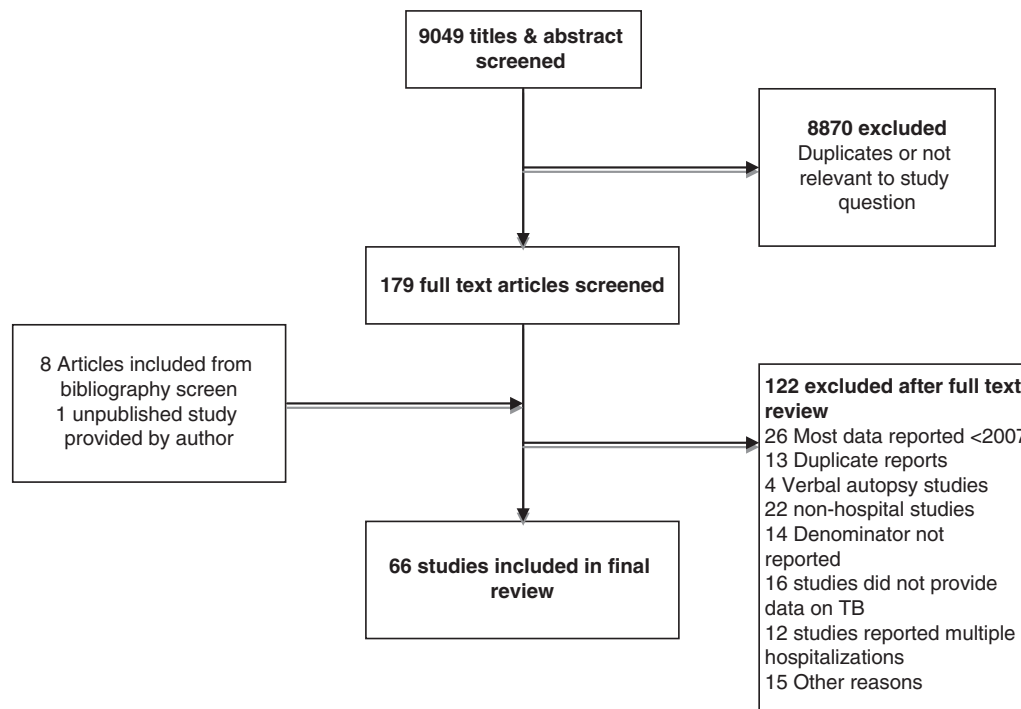 9049 titles & abstract
screened
8870 excluded
Duplicates or not
relevant to study
question
179 full text articles screened
8 Articles included from
bibliography screen
1 unpublished study
provided by author
122 excluded after full text
review
26 Most data reported <2007
13 Duplicate reports
4 Verbal autopsy studies
22 non-hospital studies
14 Denominator not
reported
16 studies did not provide
data on TB
12 studies reported multiple
hospitalizations
15 Other reasons
66 studies included in final
review